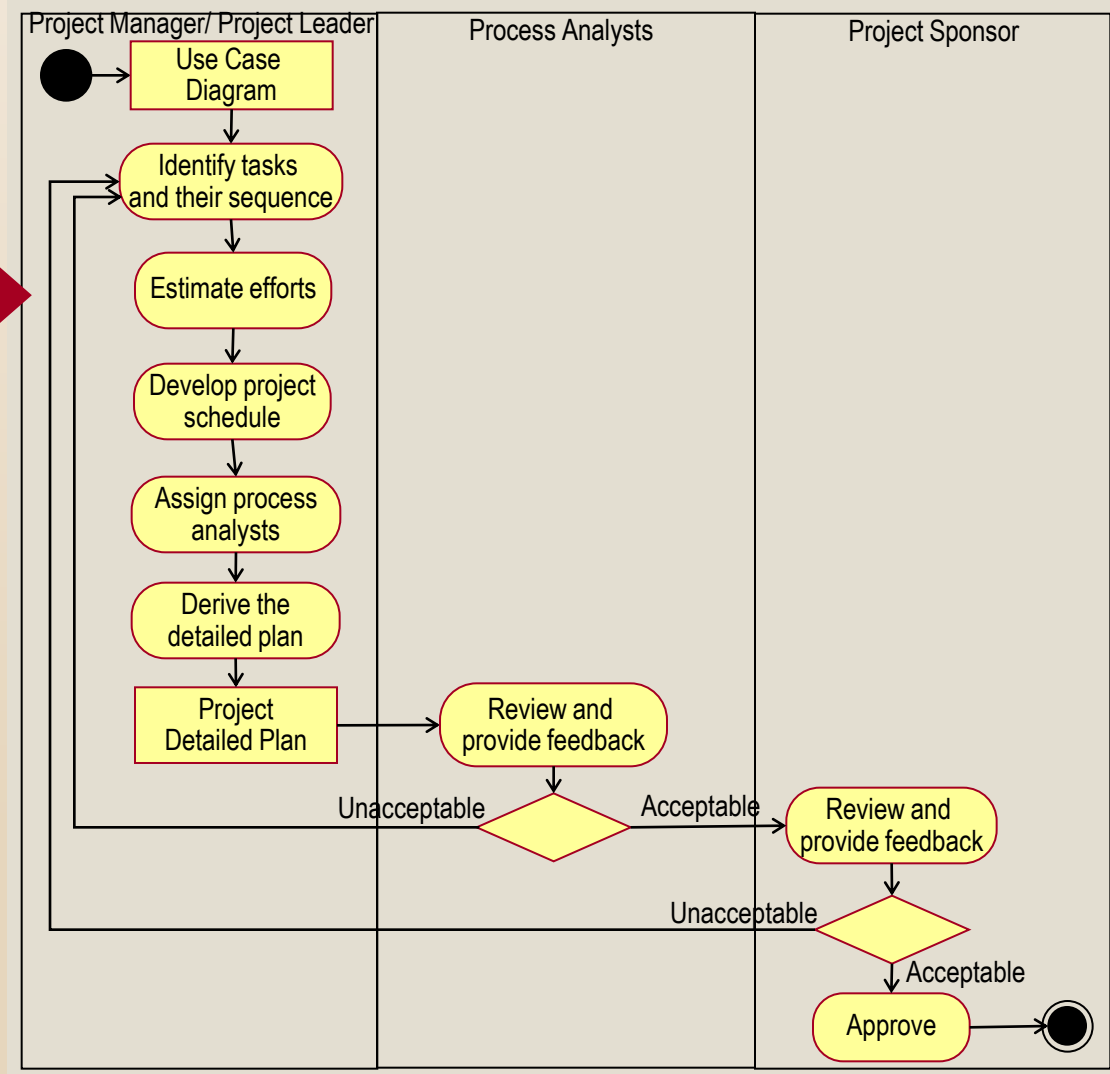 Project Manager/ Project Leader
Process Analysts
Project Sponsor
Use Case
Diagram
Identify tasks
and their sequence
Estimate efforts
Develop project
schedule
Assign process
analysts
Derive the
detailed plan
Project
Detailed Plan
Review and
provide feedback
Unacceptable
Acceptable
Review and
provide feedback
Unacceptable
Acceptable
Approve